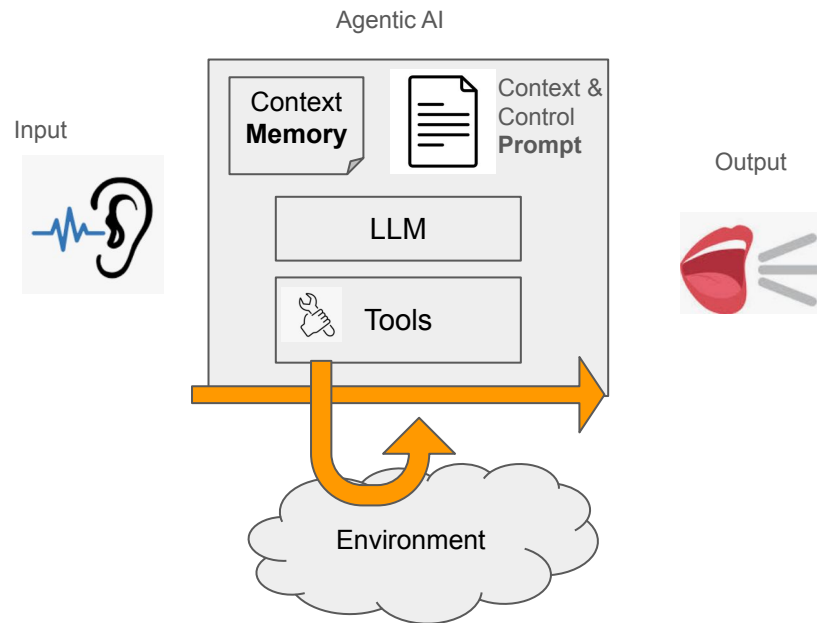 Agentic AI
Context
Memory
Context &
Control
Prompt
Input
Output
LLM
Tools
Environment